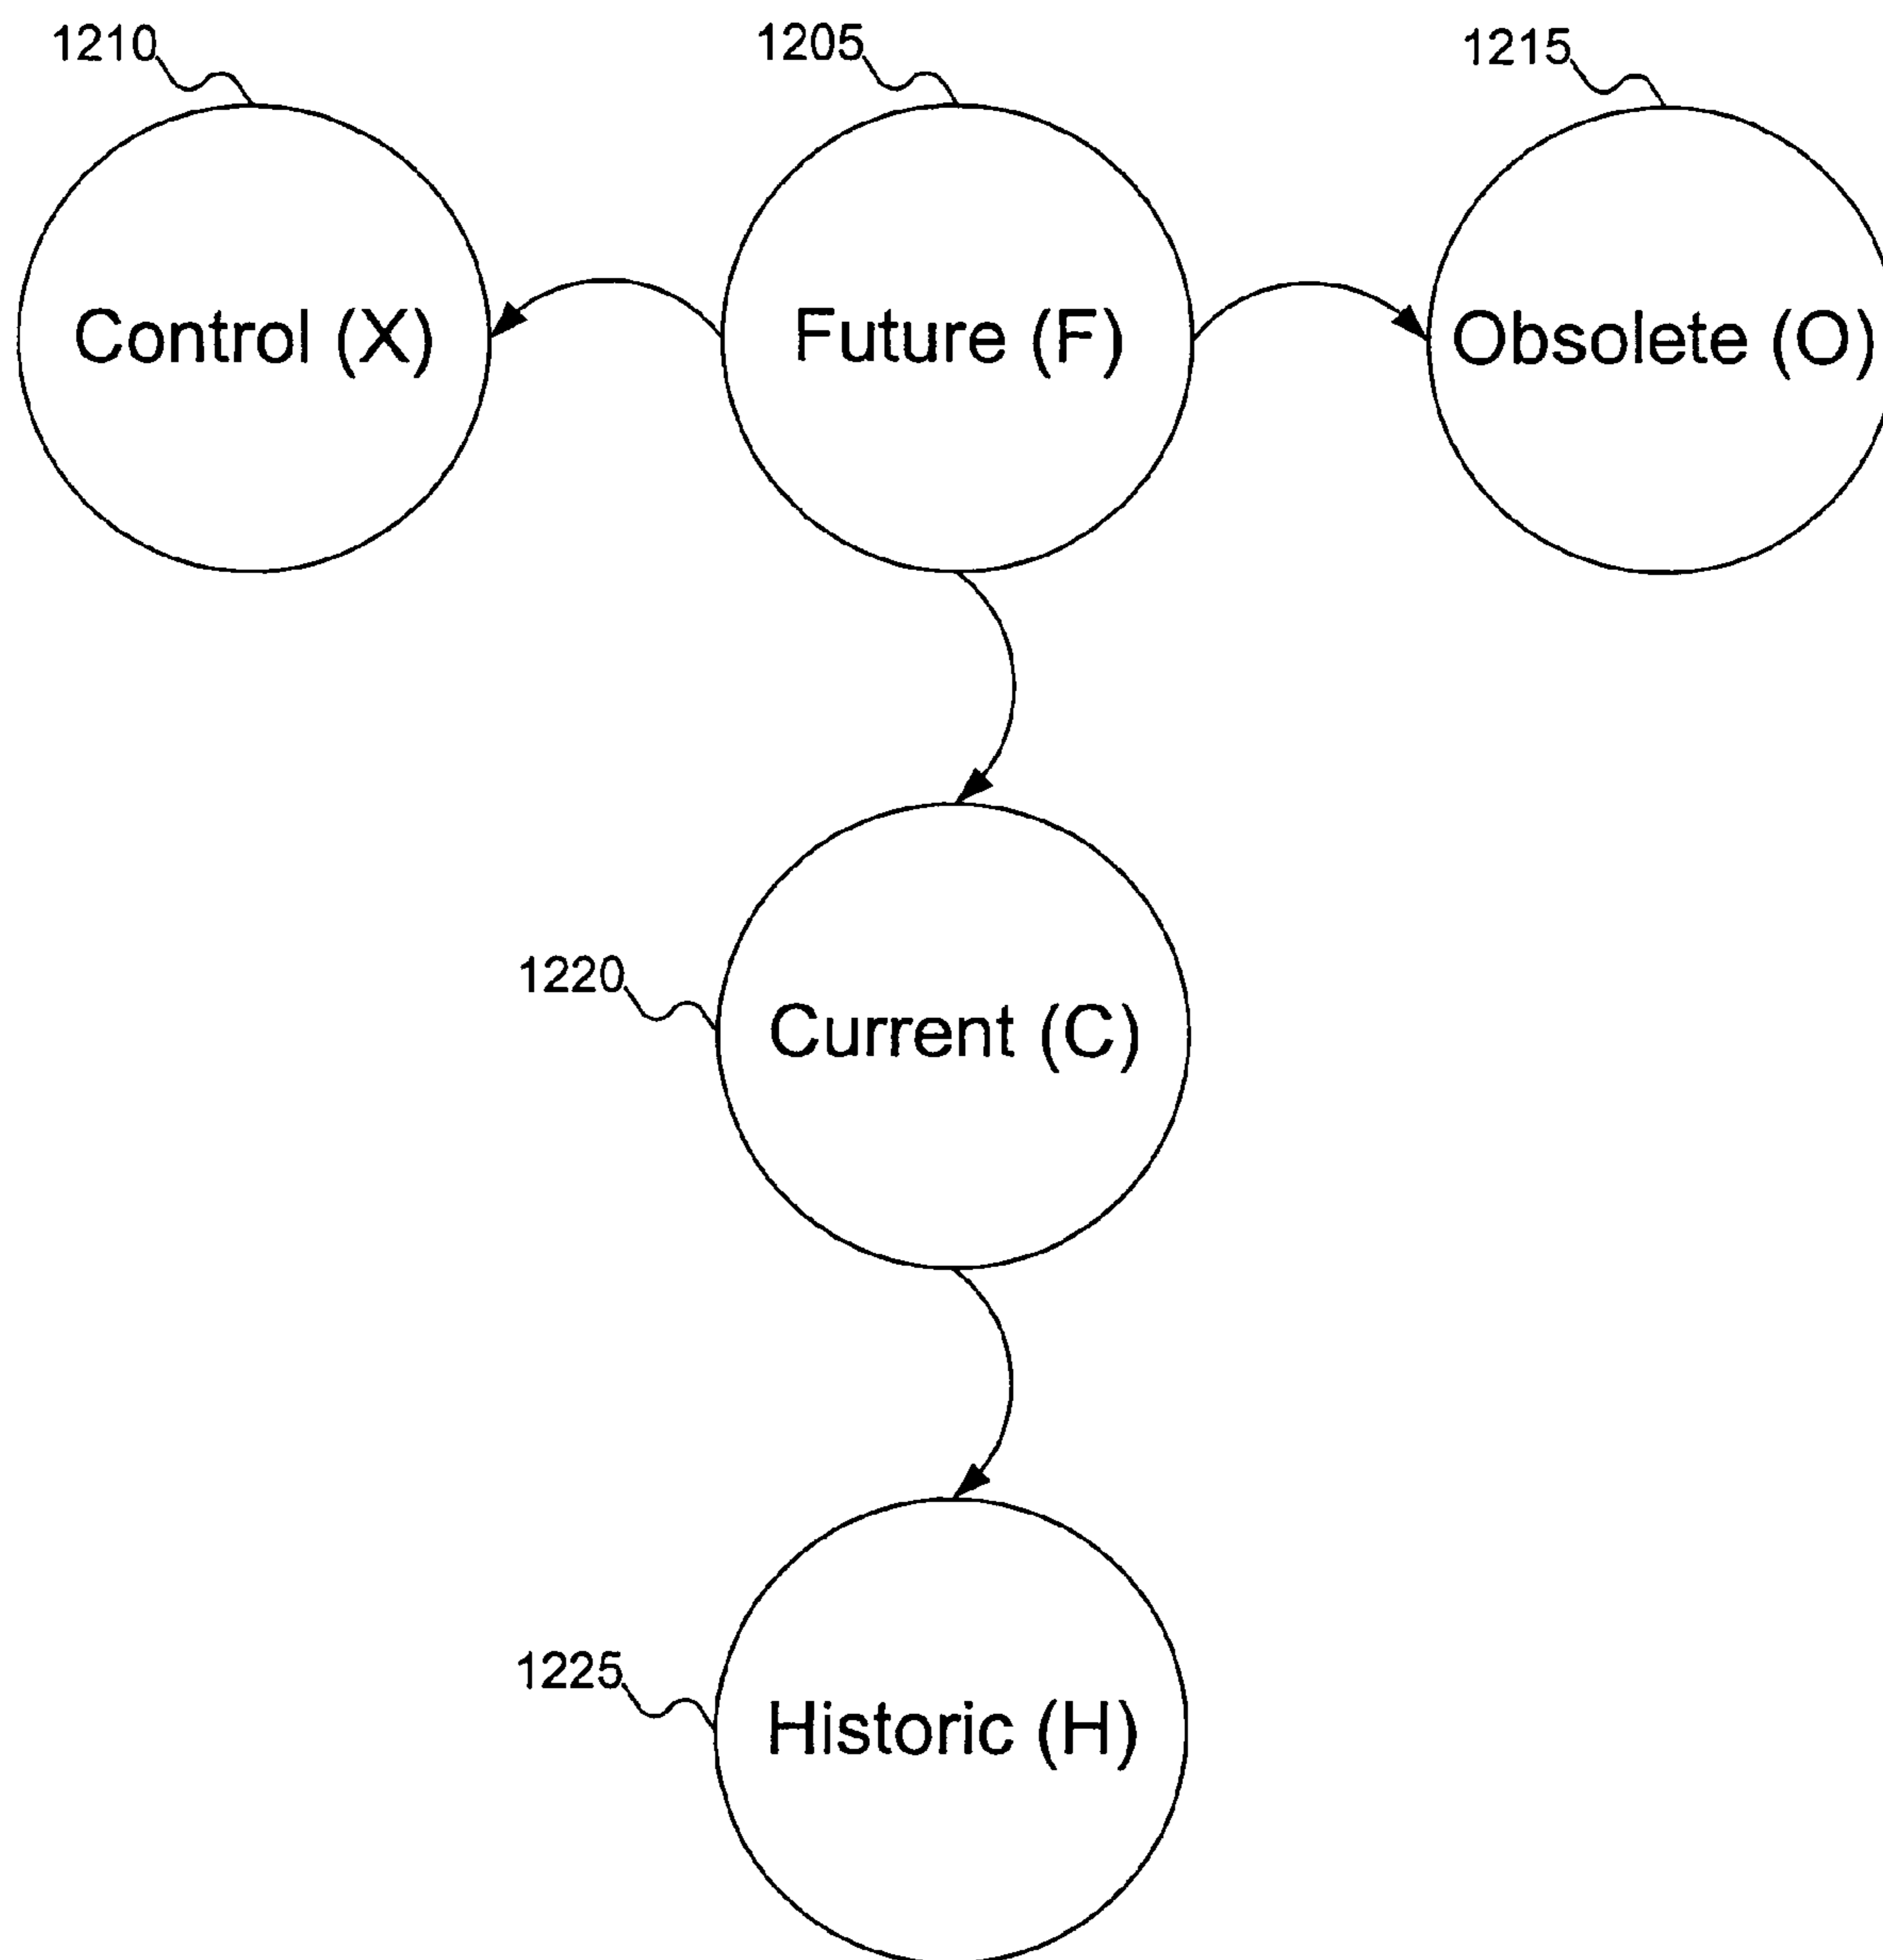 1210 1205 1215
Control (X) Future (F) Obsolete (O)
1220
Current (C)
1225
Historic (H)